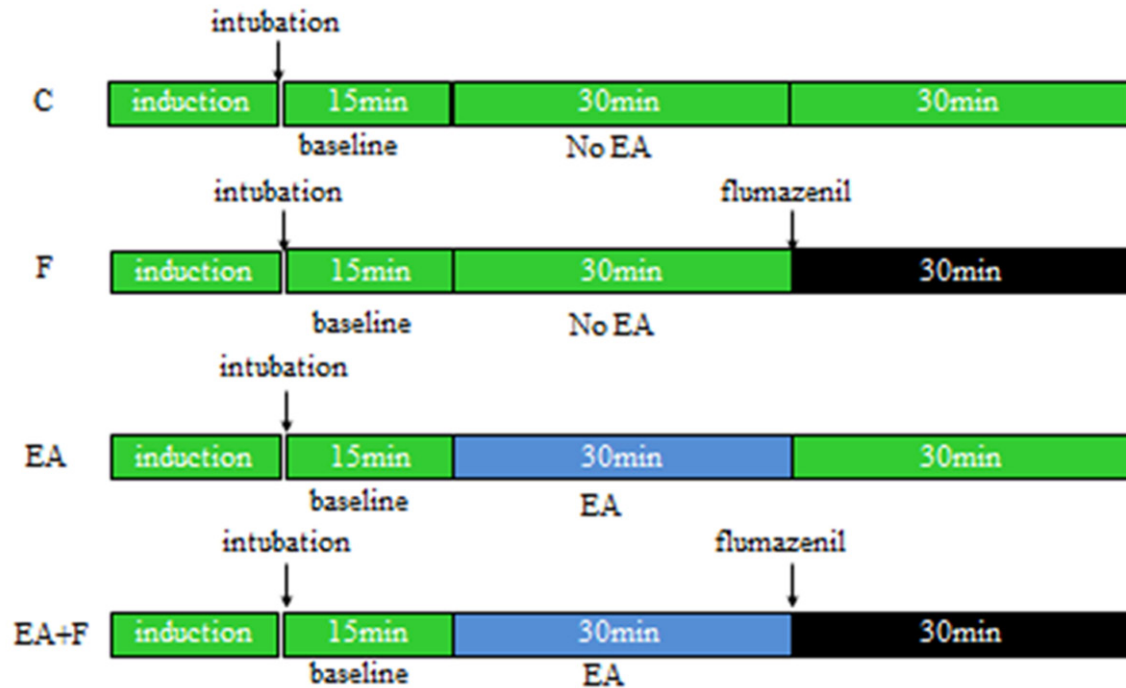 intubation
C induction 15min 30min 30min
baseline No EA
intubation flumazenil
F induction 15min 30min 30min
baseline No EA
intubation
EA induction 15min 30min 30min
baseline EA
intubation flumazenil
EA+F induction 15min 30min 30min
baseline EA